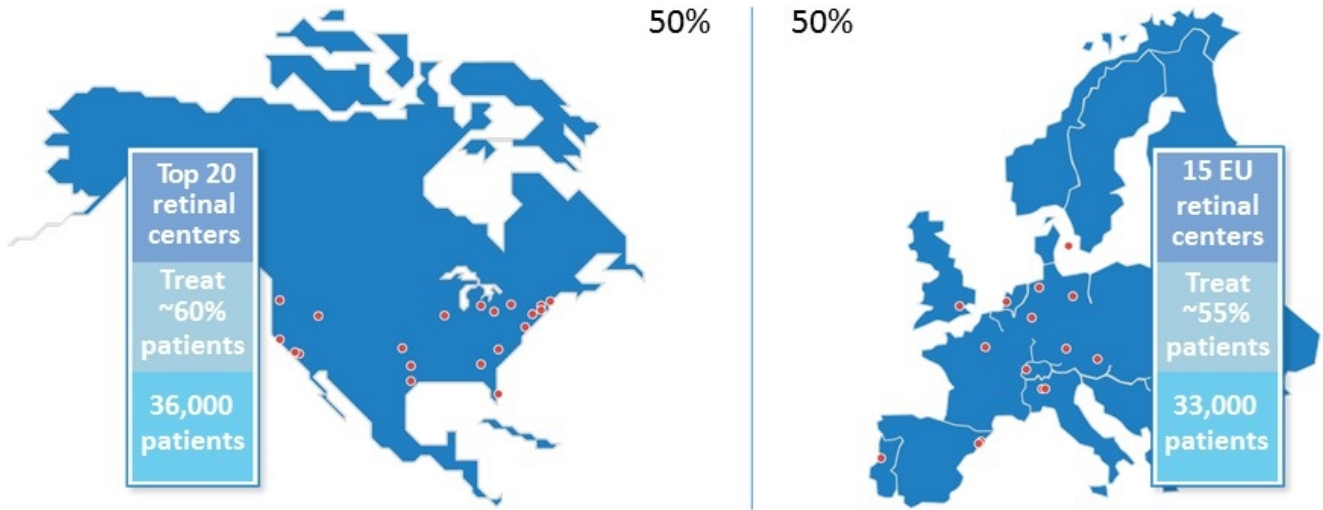 50%
50%
Top 20
retinal
centers
Treat
~60%
patients
36,000
patients
15 EU
retinal
centers
Treat
~55%
patients
33,000
patients